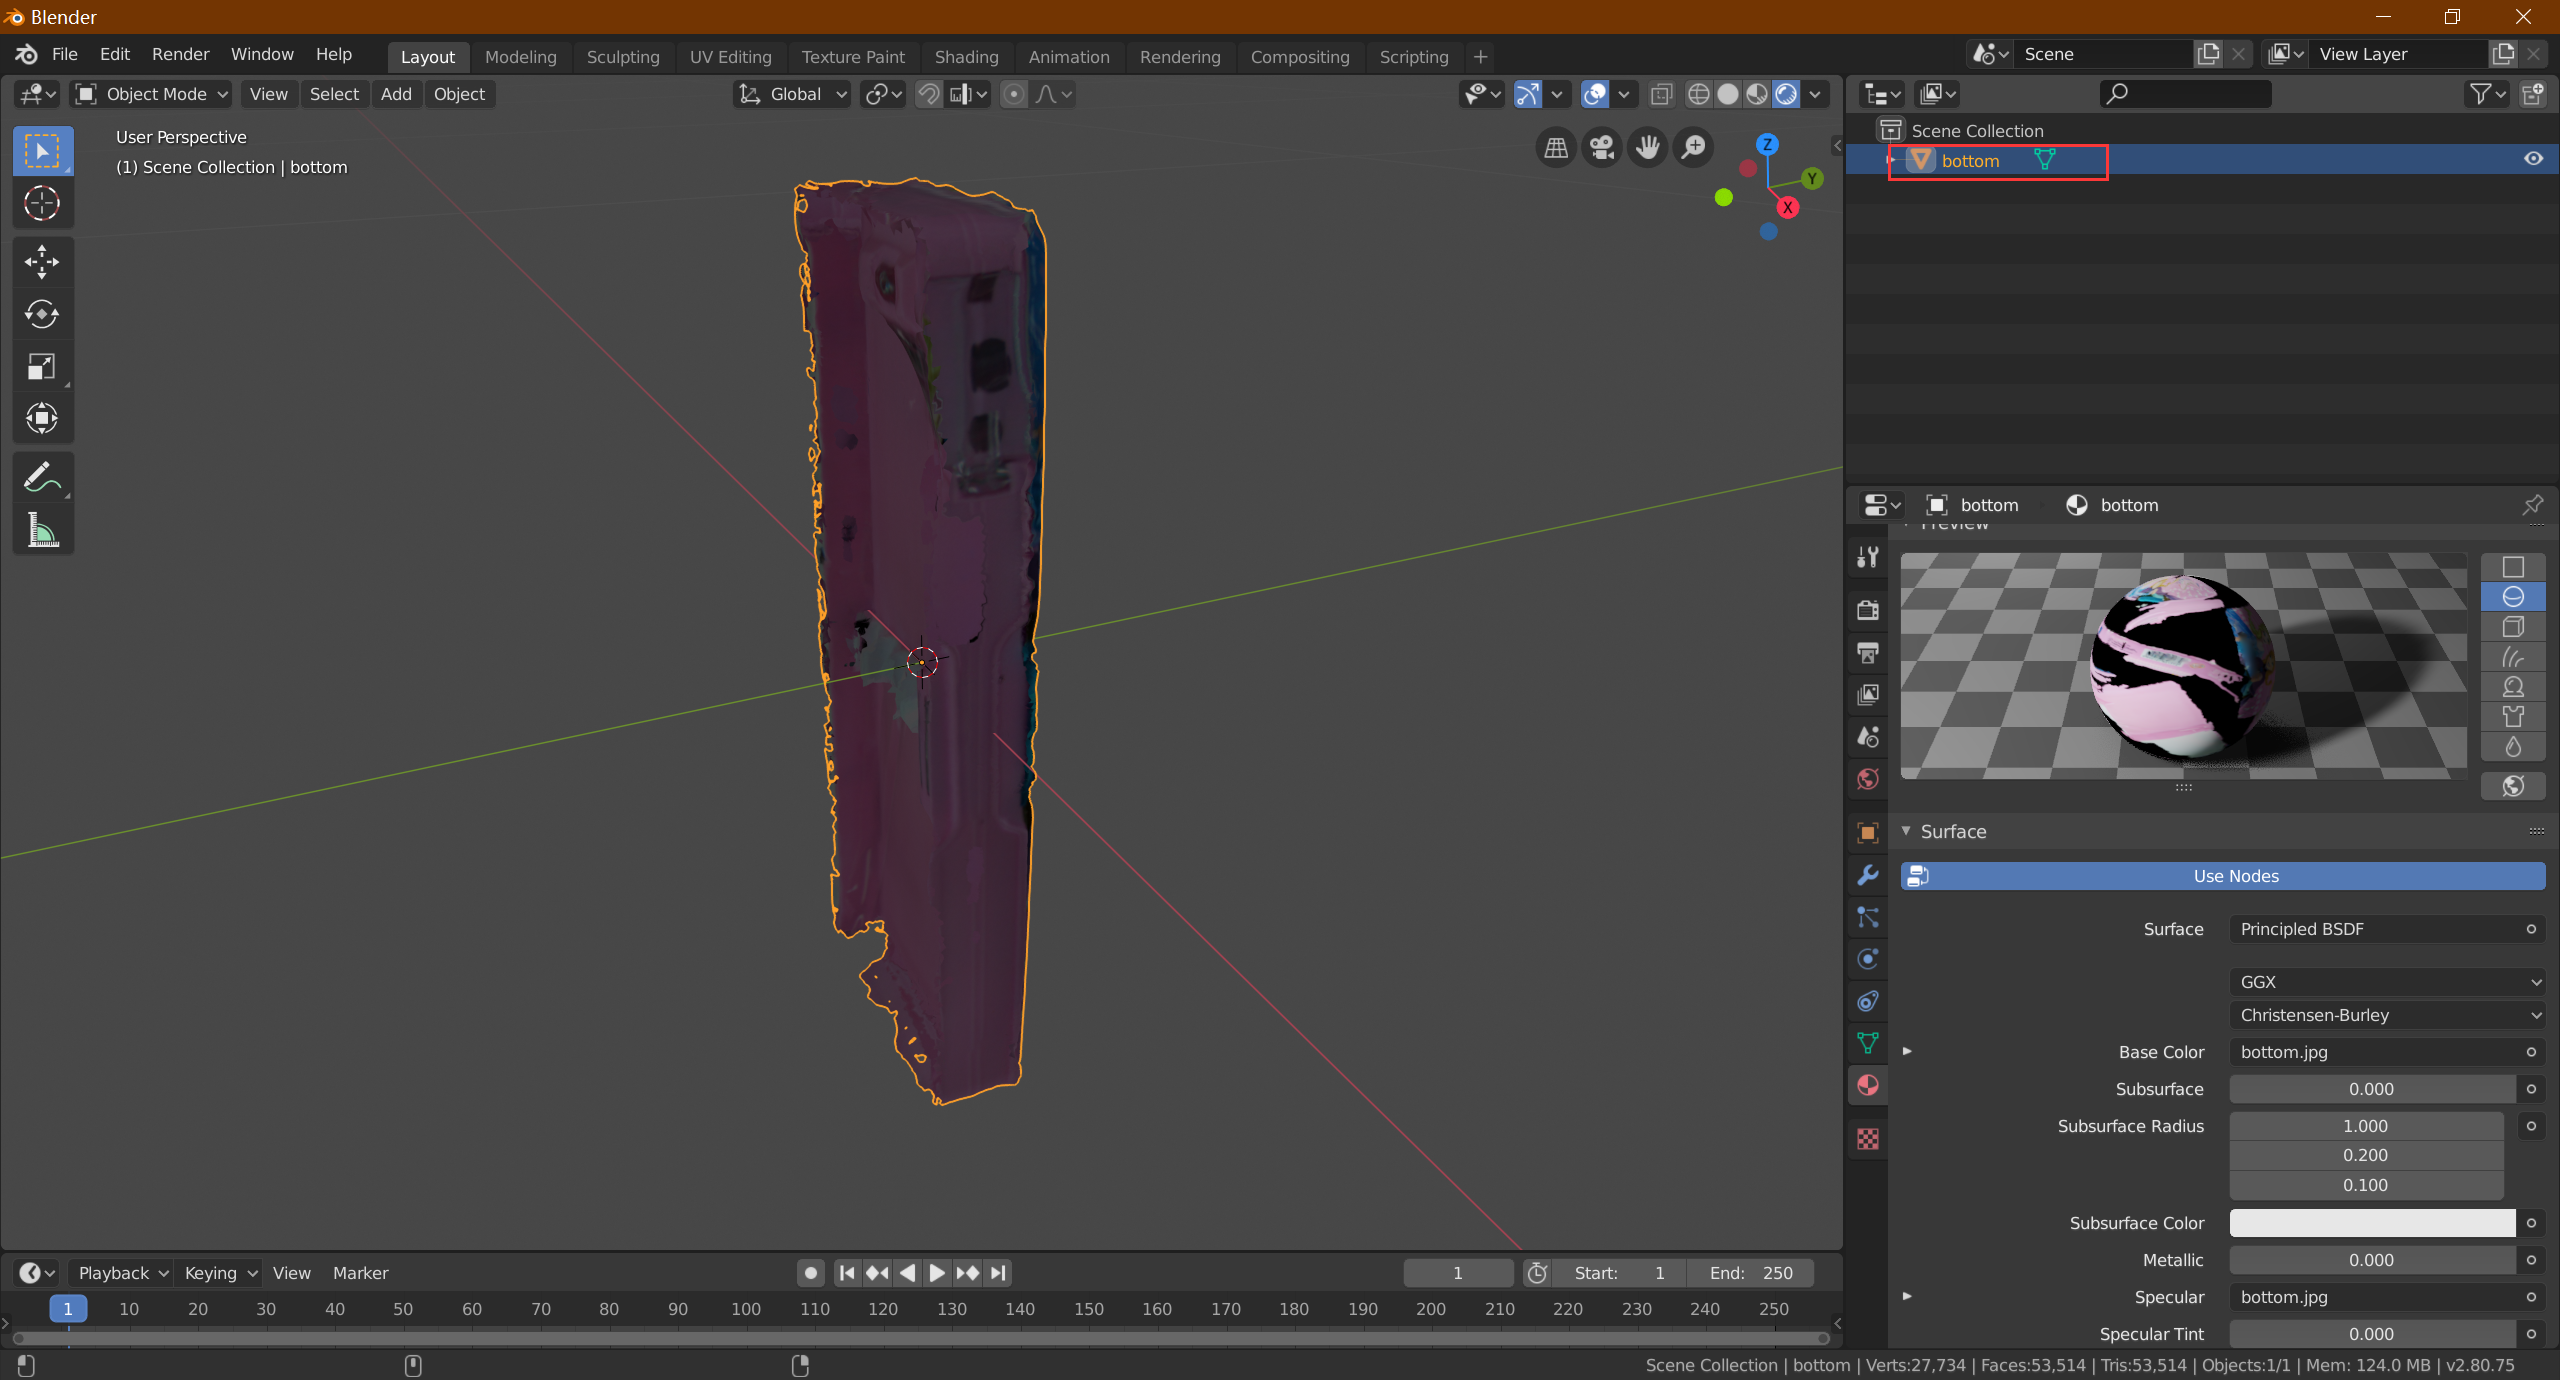 Blender
File Edit Render Window Help
Layout Modeling Sculpting UV Editing Texture Paint Shading Animation Rendering Compositing Scripting +
Scene
View Layer
Object Mode View Select Add Object
Global
User Perspective
(1) Scene Collection | bottom
Z
Y
X
Scene Collection
bottom
bottom bottom
Preview
Surface
Use Nodes
Surface Principled BSDF
GGX
Christensen-Burley
Base Color bottom.jpg
Subsurface 0.000
Subsurface Radius 1.000
0.200
0.100
Subsurface Color
Metallic 0.000
Specular bottom.jpg
Specular Tint 0.000
Playback Keying View Marker
1 Start: 1 End: 250
1 10 20 30 40 50 60 70 80 90 100 110 120 130 140 150 160 170 180 190 200 210 220 230 240 250
Scene Collection | bottom | Verts:27,734 | Faces:53,514 | Tris:53,514 | Objects:1/1 | Mem: 124.0 MB | v2.80.75